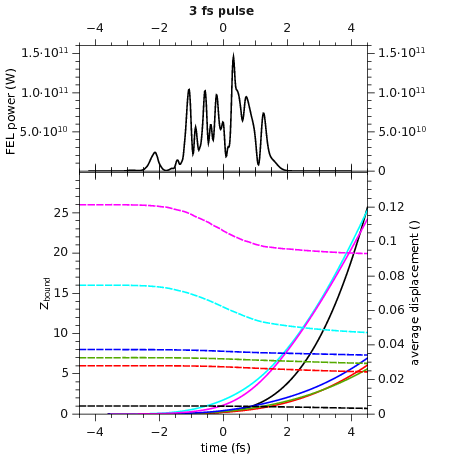 3 fs pulse
−4 −2 0 2 4
1.5·10¹¹ 1.5·10¹¹
1.0·10¹¹ 1.0·10¹¹
5.0·10¹⁰ 5.0·10¹⁰
0
FEL power (W)
25
20
15
10
5
0
Zbound
0.12
0.1
0.08
0.06
0.04
0.02
0
average displacement ()
−4 −2 0 2 4
time (fs)